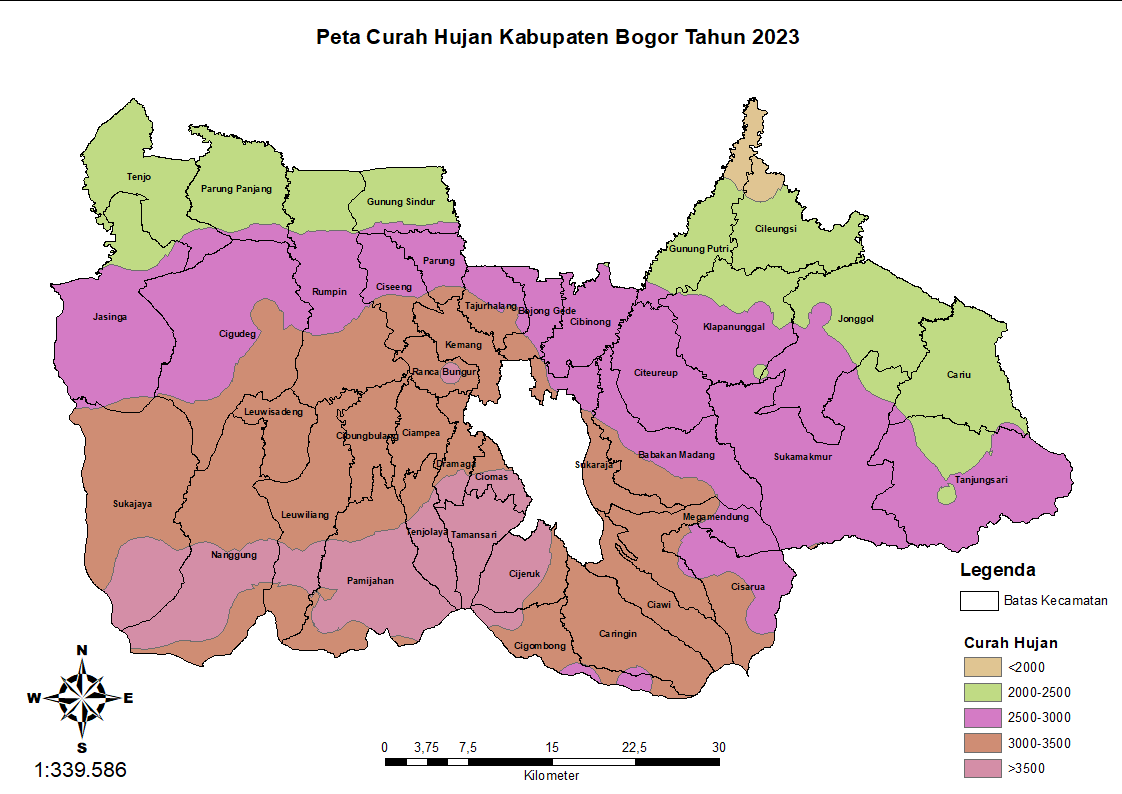 Peta Curah Hujan Kabupaten Bogor Tahun 2023
Tenjo
Parung Panjang
Gunung Sindur
Cileungsi
Gunung Putri
Parung
Rumpin
Ciseeng
Tajurhalang
Bojong Gede
Cibinong
Jasinga
Cigudeg
Klapanunggal
Jonggol
Kemang
Ranca Bungur
Citeureup
Cariu
Leuwisadeng
Cibungbulang
Ciampea
Dramaga
Ciomas
Sukaraja
Babakan Madang
Sukamakmur
Tanjungsari
Sukajaya
Leuwiliang
Megamendung
Tenjolaya
Tamansari
Nanggung
Pamijahan
Cijeruk
Cisarua
Ciawi
Caringin
Cigombong
Legenda
Batas Kecamatan
Curah Hujan
<2000
2000-2500
2500-3000
3000-3500
>3500
N
W
E
S
1:339.586
0 3,75 7,5 15 22,5 30
Kilometer